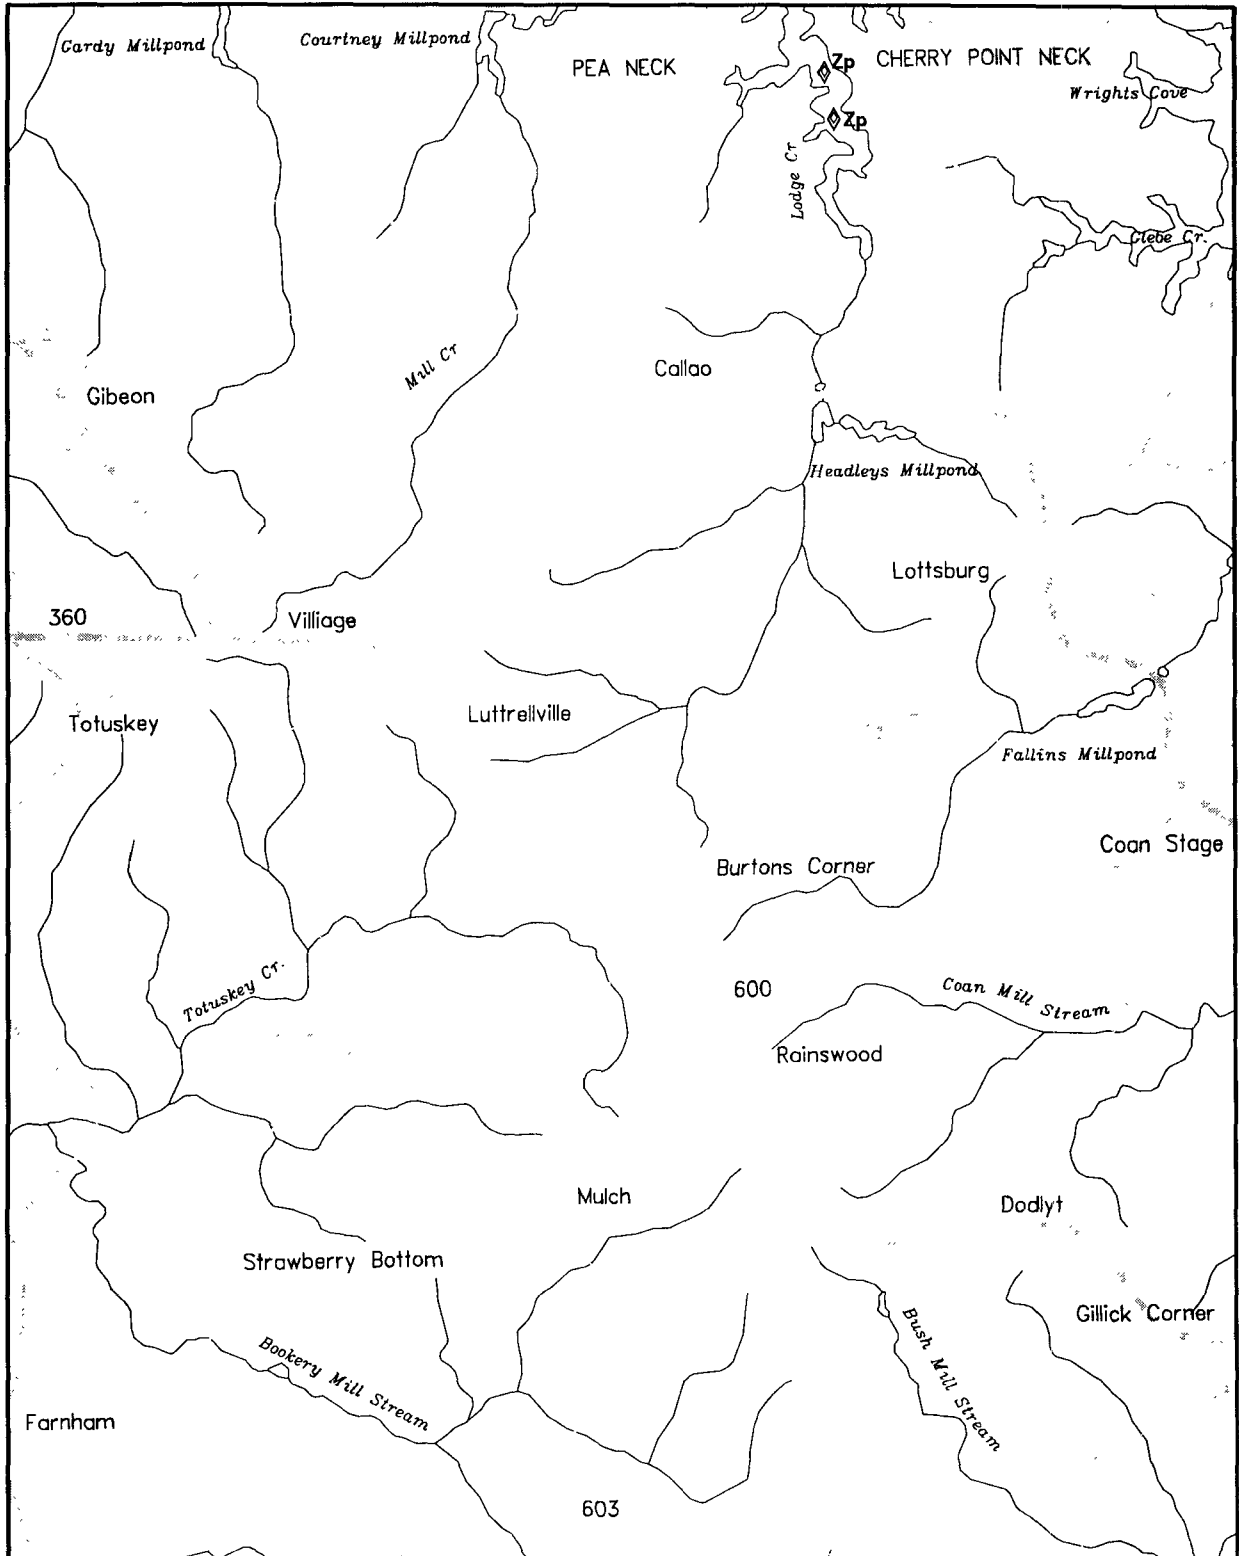 Gardy Millpond
Courtney Millpond
PEA NECK
Zp
CHERRY POINT NECK
Wrights Cove
Zp
Lodge Cr
Glebe Cr.
Mill Cr
Callao
Gibeon
Headleys Millpond
Lottsburg
360
Villiage
Totuskey
Luttrellville
Fallins Millpond
Coan Stage
Burtons Corner
Totuskey Cr.
600
Coan Mill Stream
Rainswood
Mulch
Dodlyt
Strawberry Bottom
Gillick Corner
Bush Mill Stream
Bookery Mill Stream
Farnham
603